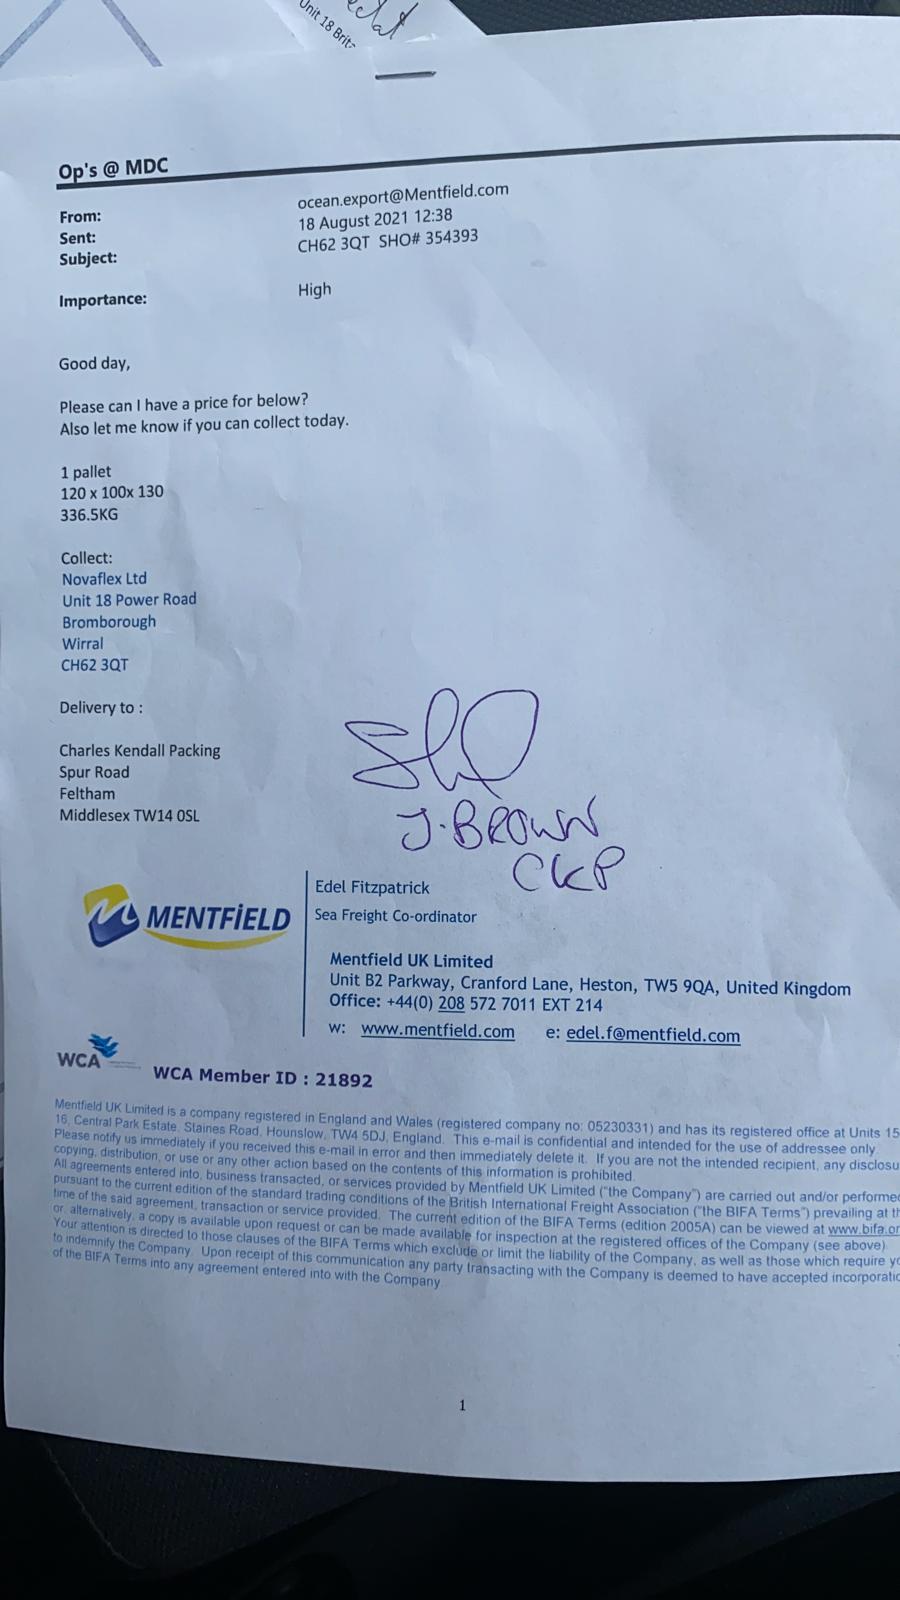 Unit 18 Brit
Op's @ MDC
From: ocean.export@Mentfield.com
Sent: 18 August 2021 12:38
Subject: CH62 3QT SHO# 354393
Importance: High
Good day,
Please can I have a price for below?
Also let me know if you can collect today.
1 pallet
120 x 100x 130
336.5KG
Collect:
Novaflex Ltd
Unit 18 Power Road
Bromborough
Wirral
CH62 3QT
Delivery to :
Charles Kendall Packing
Spur Road
Feltham
Middlesex TW14 0SL
J. BROWN
CKP
MENTFİELD
Edel Fitzpatrick
Sea Freight Co-ordinator
Mentfield UK Limited
Unit B2 Parkway, Cranford Lane, Heston, TW5 9QA, United Kingdom
Office: +44(0) 208 572 7011 EXT 214
w: www.mentfield.com e: edel.f@mentfield.com
WCA
WCA Member ID : 21892
Mentfield UK Limited is a company registered in England and Wales (registered company no: 05230331) and has its registered office at Units 15
16, Central Park Estate, Staines Road, Hounslow, TW4 5DJ, England. This e-mail is confidential and intended for the use of addressee only.
Please notify us immediately if you received this e-mail in error and then immediately delete it. If you are not the intended recipient, any disclosu
copying, distribution, or use or any other action based on the contents of this information is prohibited.
All agreements entered into, business transacted, or services provided by Mentfield UK Limited ("the Company") are carried out and/or performe
pursuant to the current edition of the standard trading conditions of the British International Freight Association ("the BIFA Terms") prevailing at th
time of the said agreement, transaction or service provided. The current edition of the BIFA Terms (edition 2005A) can be viewed at www.bifa.or
or, alternatively, a copy is available upon request or can be made available for inspection at the registered offices of the Company (see above)
Your attention is directed to those clauses of the BIFA Terms which exclude or limit the liability of the Company, as well as those which require yo
to indemnify the Company. Upon receipt of this communication any party transacting with the Company is deemed to have accepted incorporatio
of the BIFA Terms into any agreement entered into with the Company
1